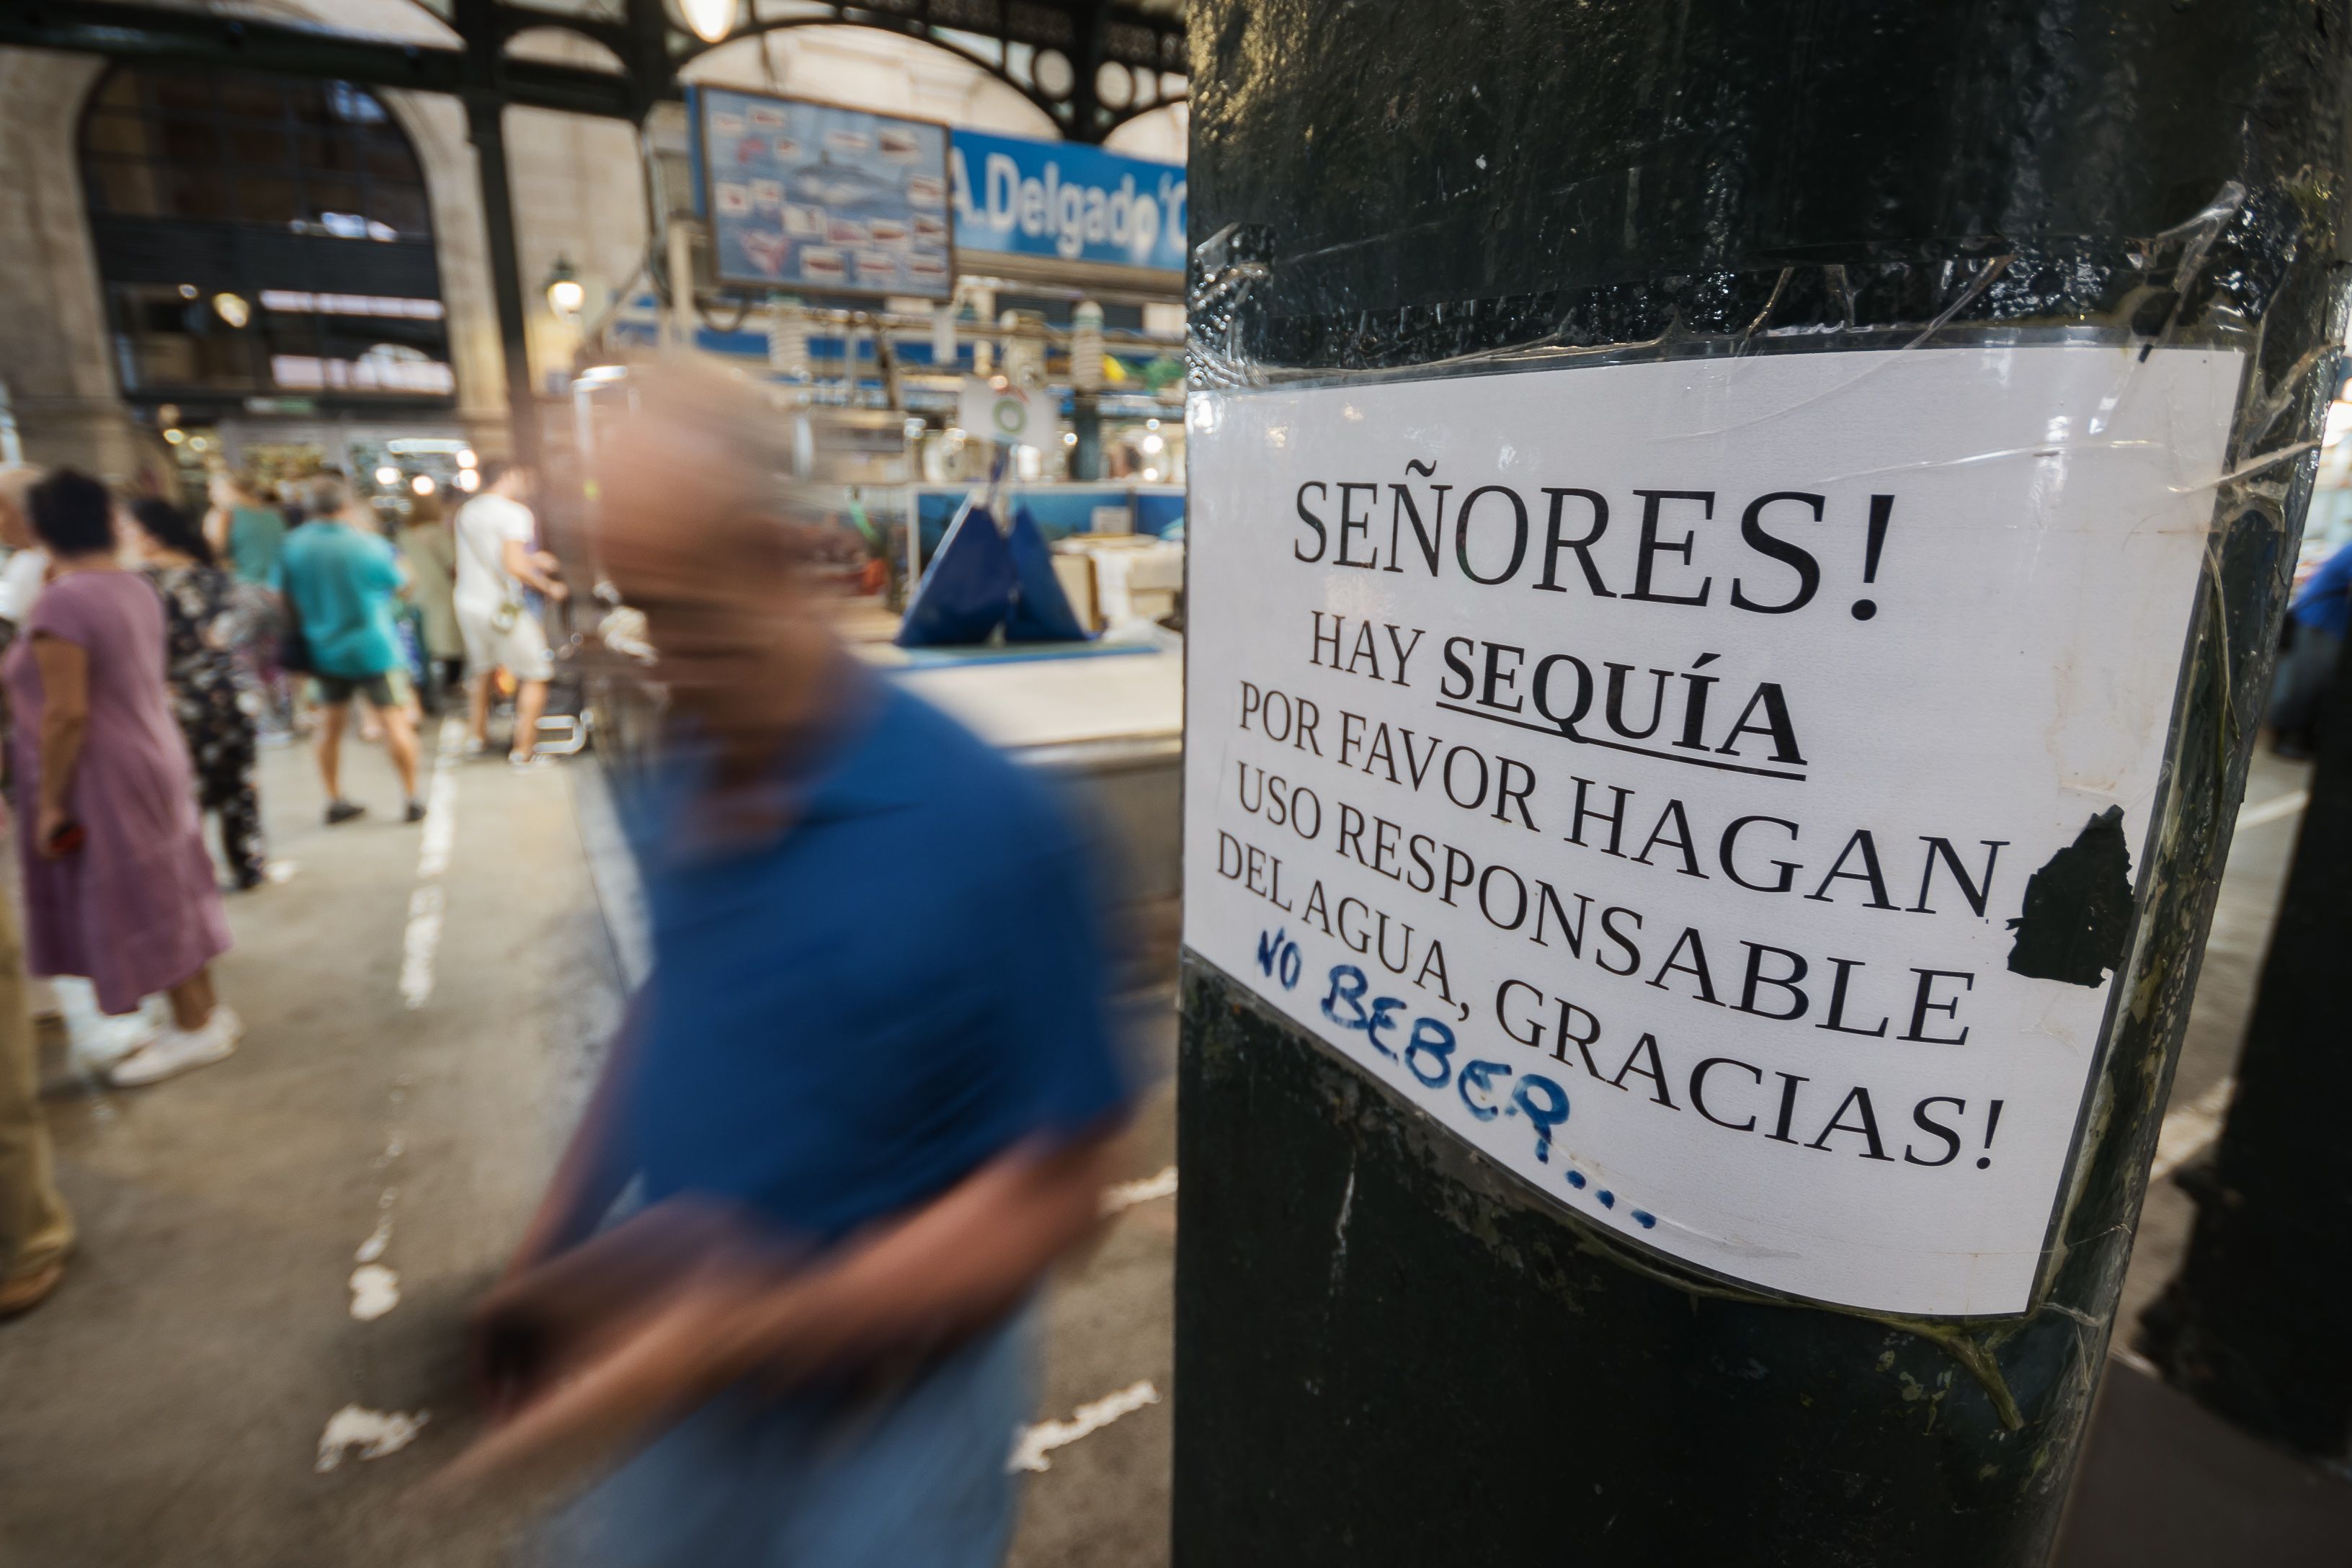 A.Delgado 'C
SEÑORES!
HAY SEQUÍA
POR FAVOR HAGAN
USO RESPONSABLE
DEL AGUA, GRACIAS!
NO BEBER...